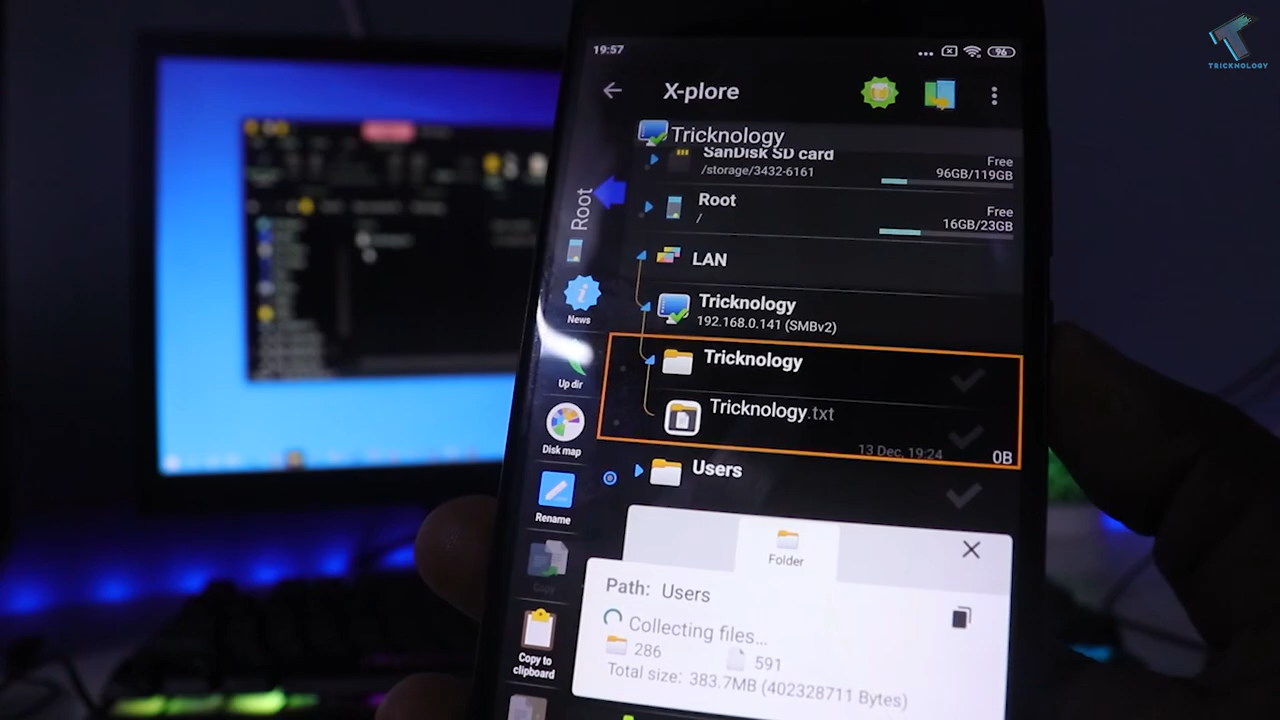 TRICKNOLOGY
19:57
96
X-plore
Tricknology
SanDisk SD card
/storage/3432-6161
Free
96GB/119GB
Root
/
Free
16GB/23GB
Root
LAN
News
Tricknology
192.168.0.141 (SMBv2)
Up dir
Tricknology
Tricknology.txt
13 Dec, 19:24
0B
Disk map
Users
Rename
Folder
Path: Users
Copy
Collecting files...
286
591
Total size: 383.7MB (402328711 Bytes)
Copy to
clipboard